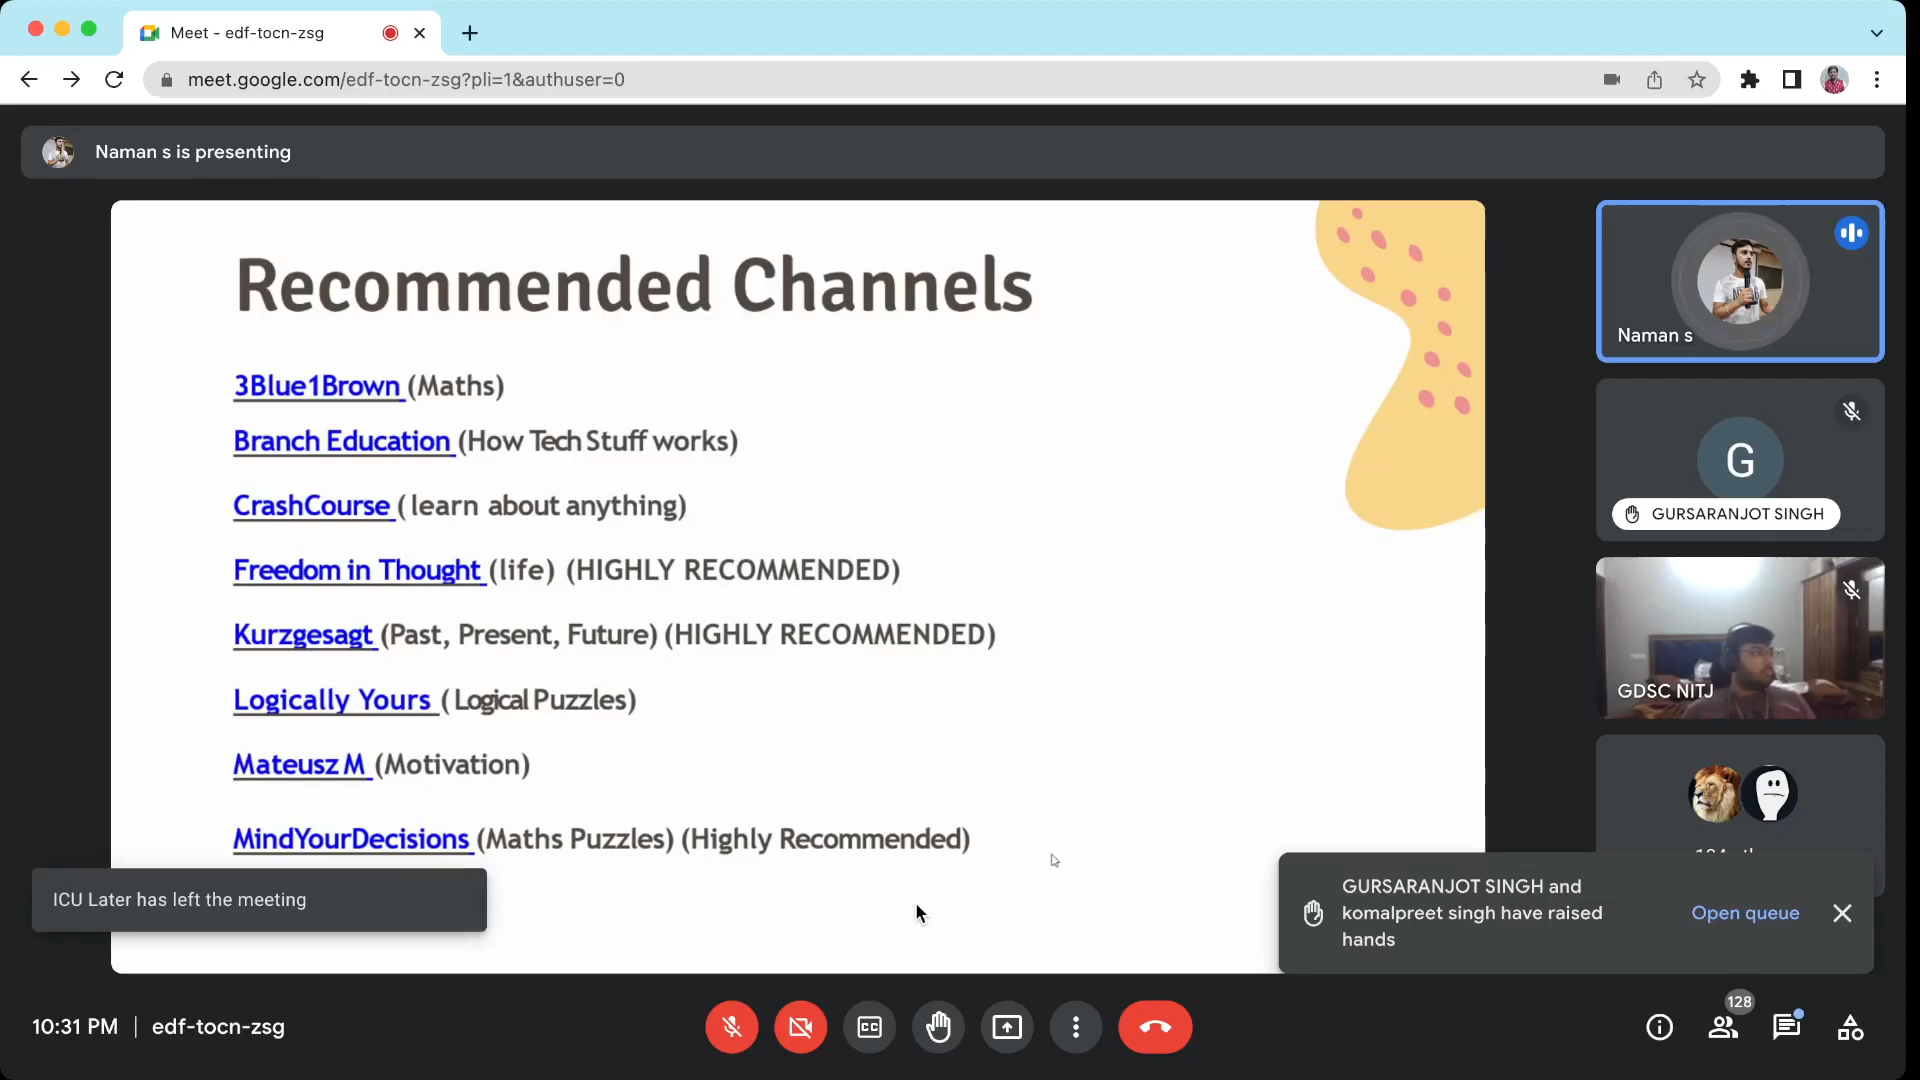 Meet - edf-tocn-zsg
meet.google.com/edf-tocn-zsg?pli=1&authuser=0
Naman s is presenting
Recommended Channels
3Blue1Brown (Maths)
Branch Education (How Tech Stuff works)
CrashCourse ( learn about anything)
Freedom in Thought (life) (HIGHLY RECOMMENDED)
Kurzgesagt (Past, Present, Future) (HIGHLY RECOMMENDED)
Logically Yours ( Logical Puzzles)
Mateusz M (Motivation)
MindYourDecisions (Maths Puzzles) (Highly Recommended)
Naman s
G
GURSARANJOT SINGH
GDSC NITJ
ICU Later has left the meeting
GURSARANJOT SINGH and
komalpreet singh have raised
hands
Open queue
10:31 PM | edf-tocn-zsg
CC
128